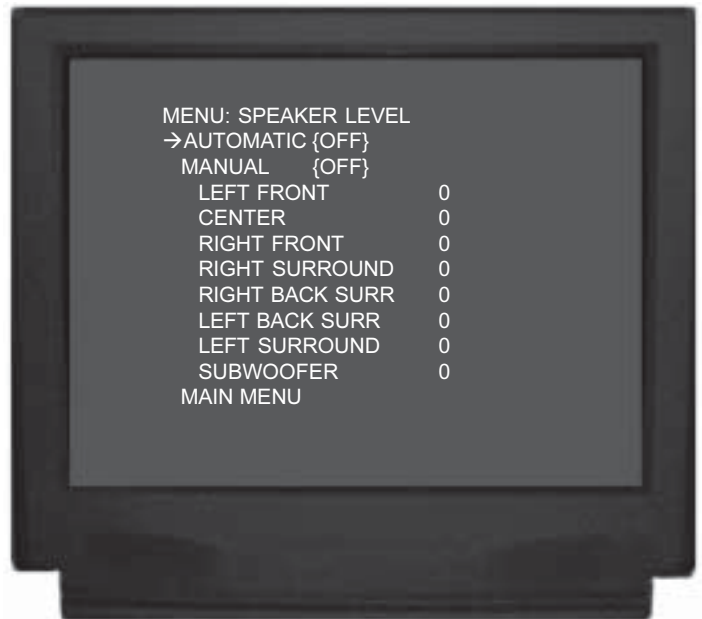 MENU: SPEAKER LEVEL
→AUTOMATIC {OFF}
MANUAL {OFF}
LEFT FRONT 0
CENTER 0
RIGHT FRONT 0
RIGHT SURROUND 0
RIGHT BACK SURR 0
LEFT BACK SURR 0
LEFT SURROUND 0
SUBWOOFER 0
MAIN MENU